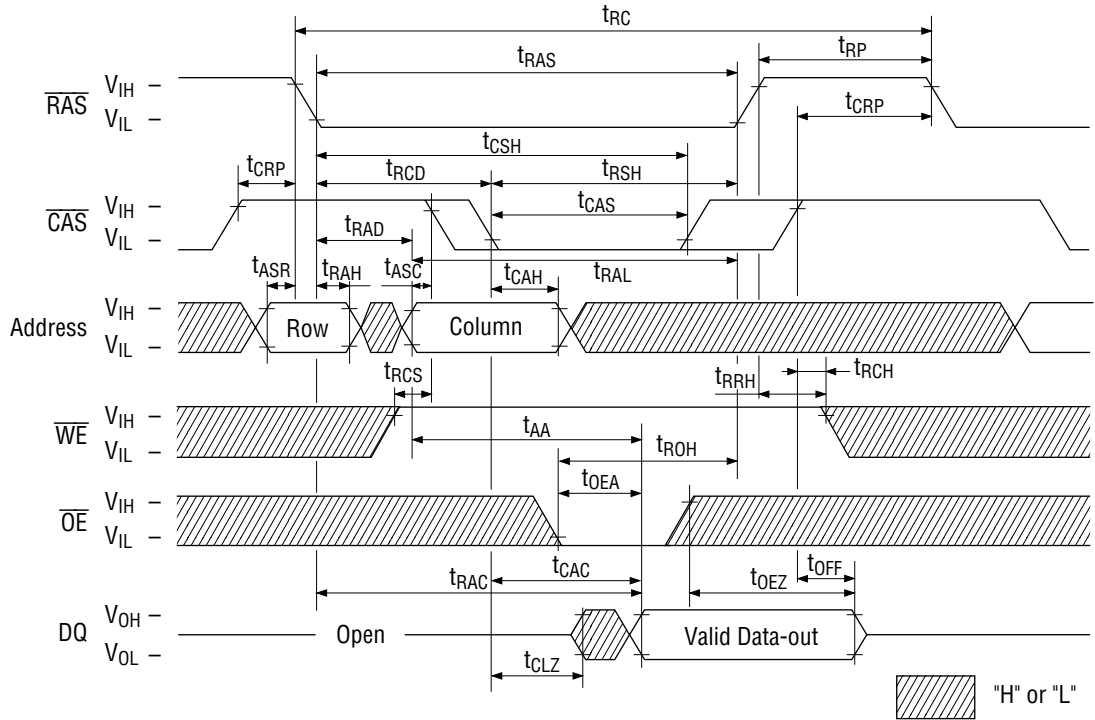 tRC
tRAS
tRP
RAS
VIH –
VIL –
tCRP
tCSH
tCRP
tRCD
tRSH
CAS
VIH –
VIL –
tCAS
tRAD
tRAL
tASR
tRAH
tASC
tCAH
Address
VIH –
VIL –
Row
Column
tRCS
tRRH
tRCH
WE
VIH –
VIL –
tAA
tROH
tOEA
OE
VIH –
VIL –
tCAC
tOFF
tRAC
tOEZ
DQ
VOH –
VOL –
Open
Valid Data-out
tCLZ
"H" or "L"